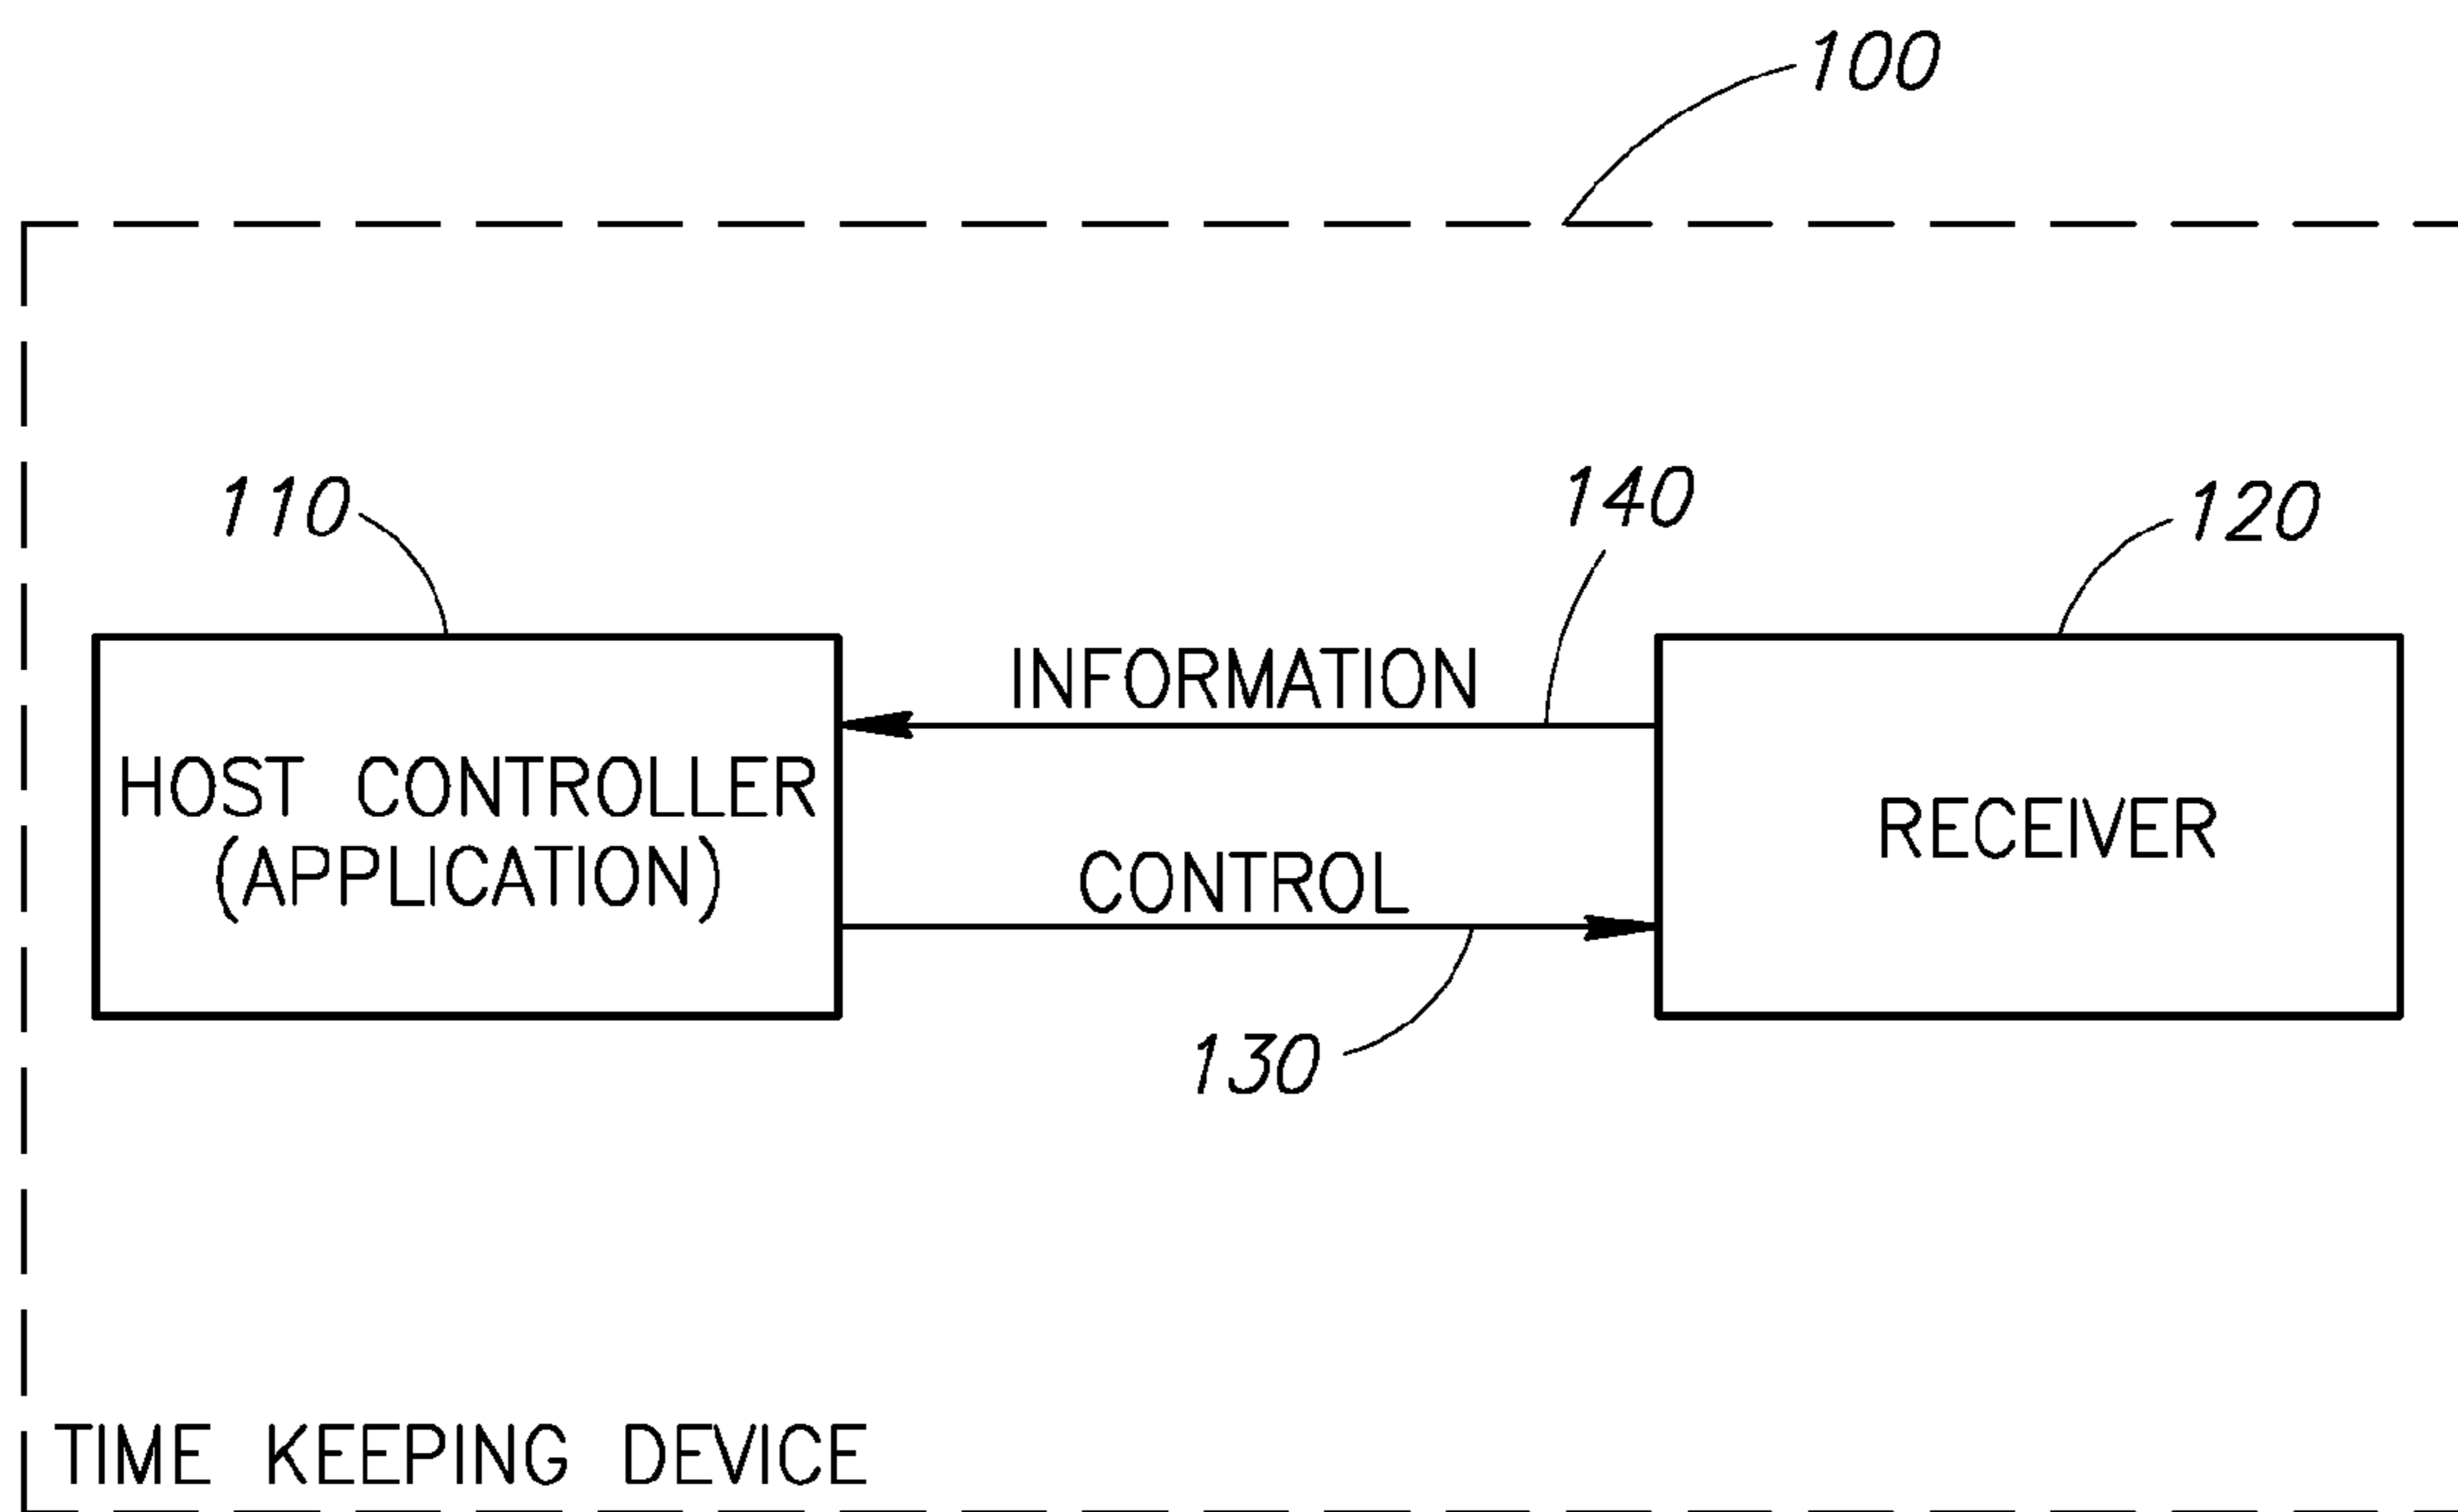 100
110
140
120
INFORMATION
HOST CONTROLLER
(APPLICATION)
RECEIVER
CONTROL
130
TIME KEEPING DEVICE